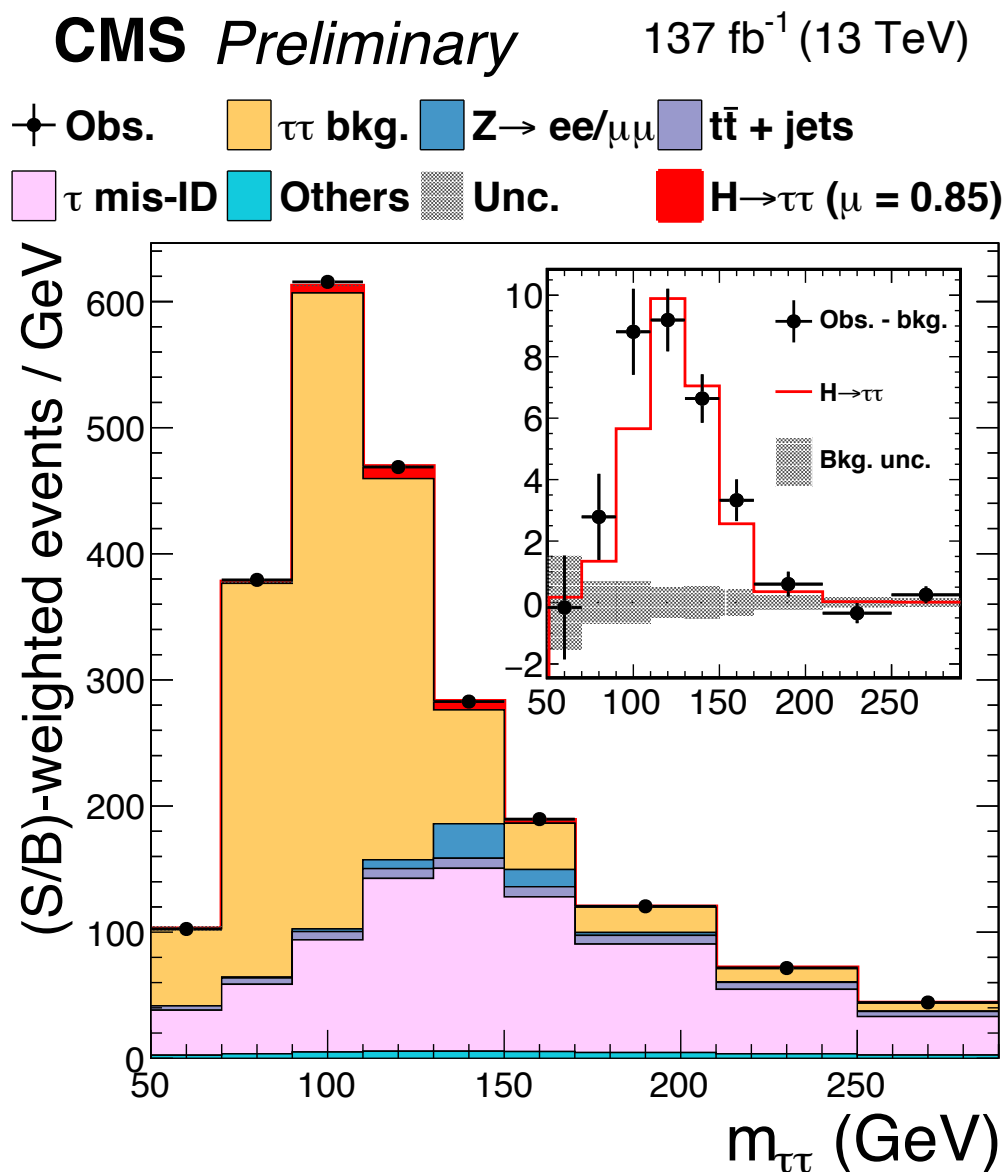 CMS Preliminary 137 fb⁻¹ (13 TeV)
Obs. ττ bkg. Z→ ee/μμ tt̄ + jets
τ mis-ID Others Unc. H→ττ (μ = 0.85)
(S/B)-weighted events / GeV
600
500
400
300
200
100
0
50 100 150 200 250
m_ττ (GeV)
10
8
6
4
2
0
−2
50 100 150 200 250
Obs. - bkg.
H→ττ
Bkg. unc.